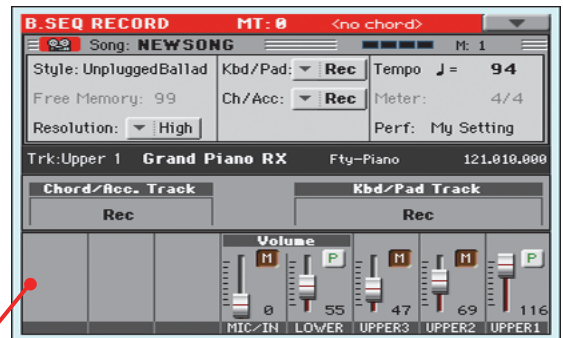 B.SEQ RECORD MT: 0 <no chord>
Song: NEWSONG M: 1
Style: UnpluggedBallad Kbd/Pad: Rec Tempo ♩ = 94
Free Memory: 99 Ch/Acc: Rec Meter: 4/4
Resolution: High Perf: My Setting
Trk:Upper 1 Grand Piano RX Fty-Piano 121.010.000
Chord/Acc. Track Kbd/Pad Track
Rec Rec
Volume
M P M M P
0 55 47 69 116
MIC/IN LOWER UPPER3 UPPER2 UPPER1